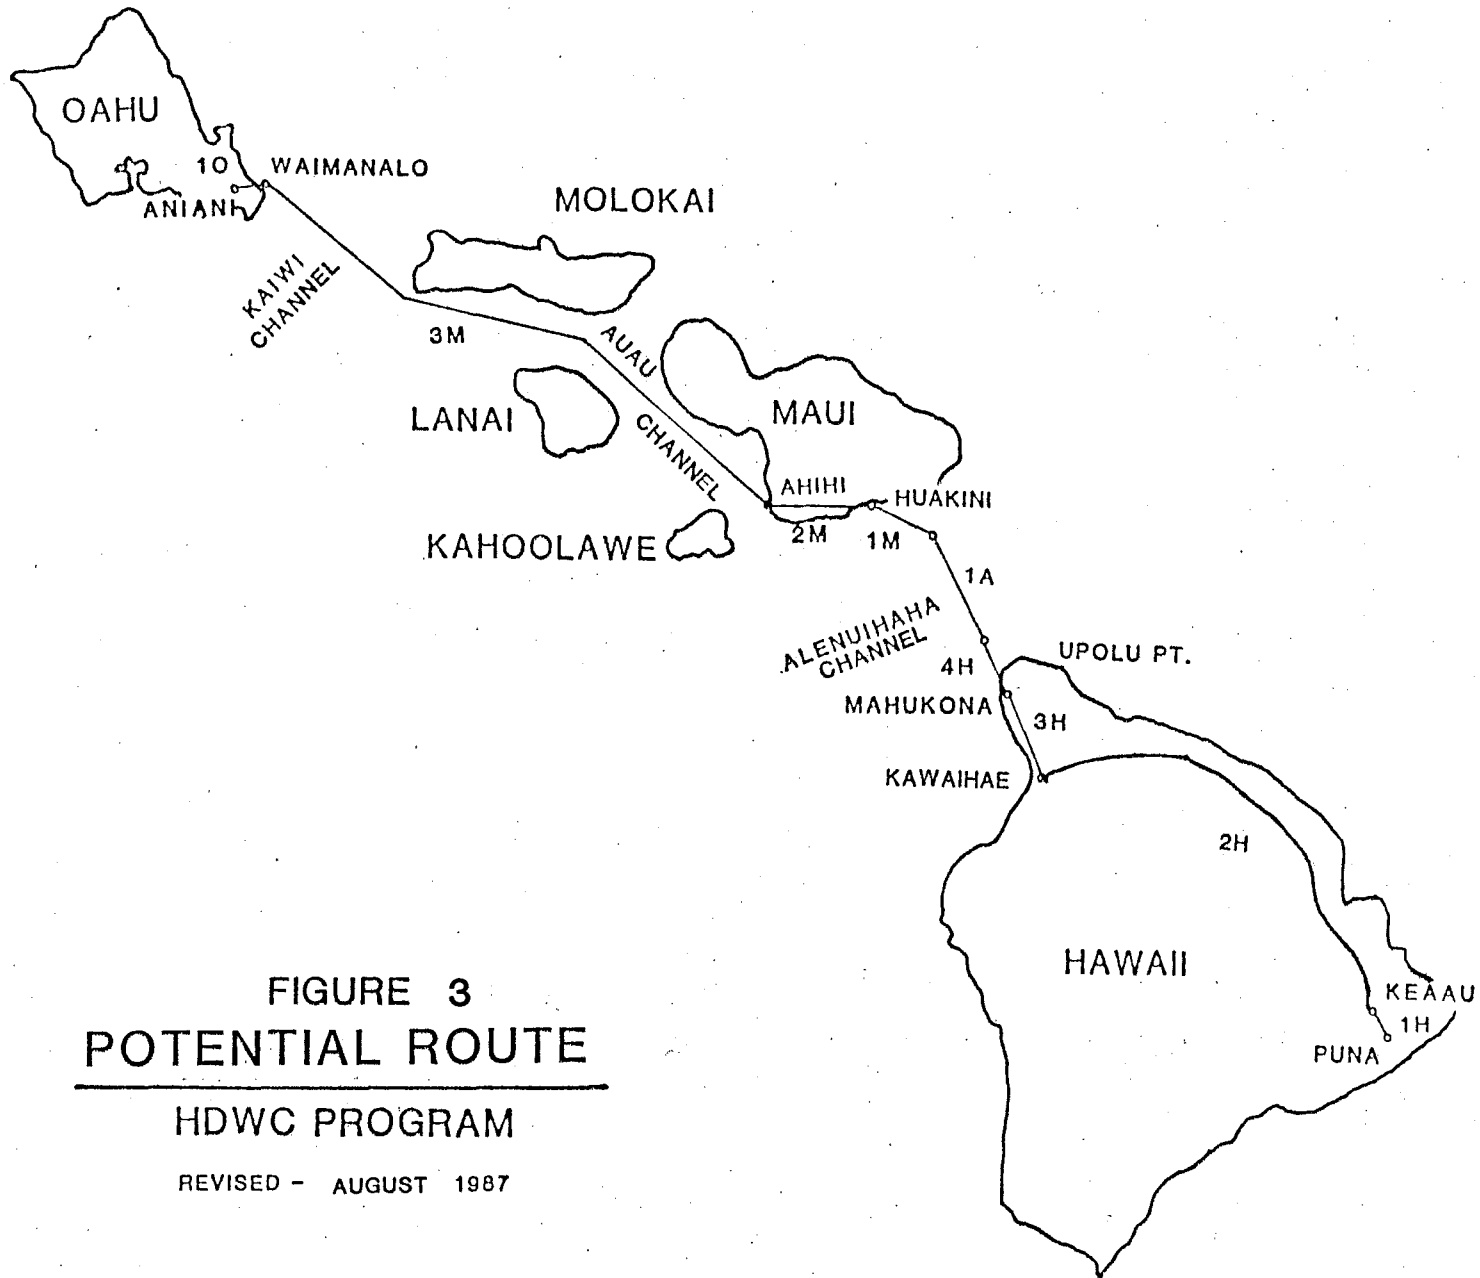 OAHU
10
WAIMANALO
ANIANI
MOLOKAI
KAIWI
CHANNEL
3M
AUAU
CHANNEL
LANAI
MAUI
AHIHI
HUAKINI
KAHOOLAWE
2M
1M
1A
ALENUIHAHA
CHANNEL
4H
UPOLU PT.
MAHUKONA
3H
KAWAIHAE
2H
HAWAII
KEAAU
1H
PUNA
FIGURE 3
POTENTIAL ROUTE
HDWC PROGRAM
REVISED - AUGUST 1987